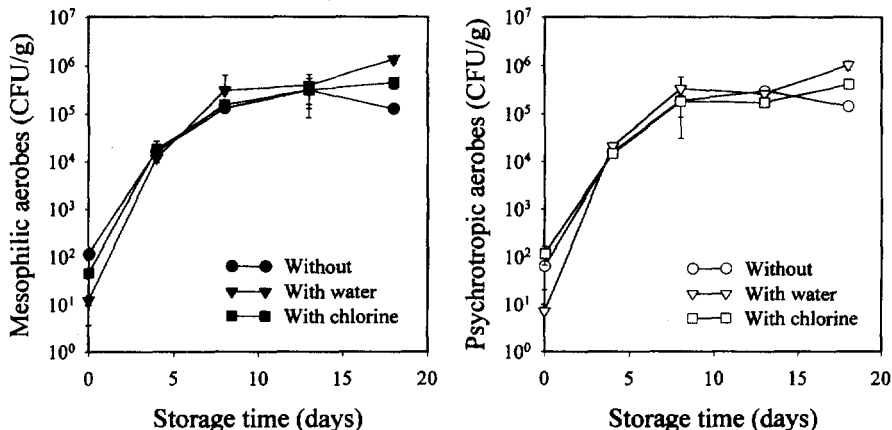 Mesophilic aerobes (CFU/g)
10⁷
10⁶
10⁵
10⁴
10³
10²
10¹
10⁰
Without
With water
With chlorine
0 5 10 15 20
Storage time (days)
Psychrotropic aerobes (CFU/g)
10⁷
10⁶
10⁵
10⁴
10³
10²
10¹
10⁰
Without
With water
With chlorine
0 5 10 15 20
Storage time (days)